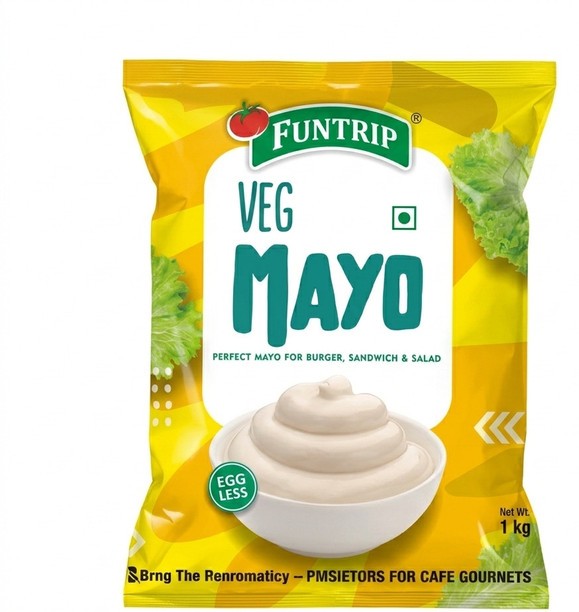 FUNTRIP ®
VEG
MAYO
PERFECT MAYO FOR BURGER, SANDWICH & SALAD
EGG
LESS
Net Wt.
1 kg
Brng The Renromaticy – PMSIETORS FOR CAFE GOURNETS